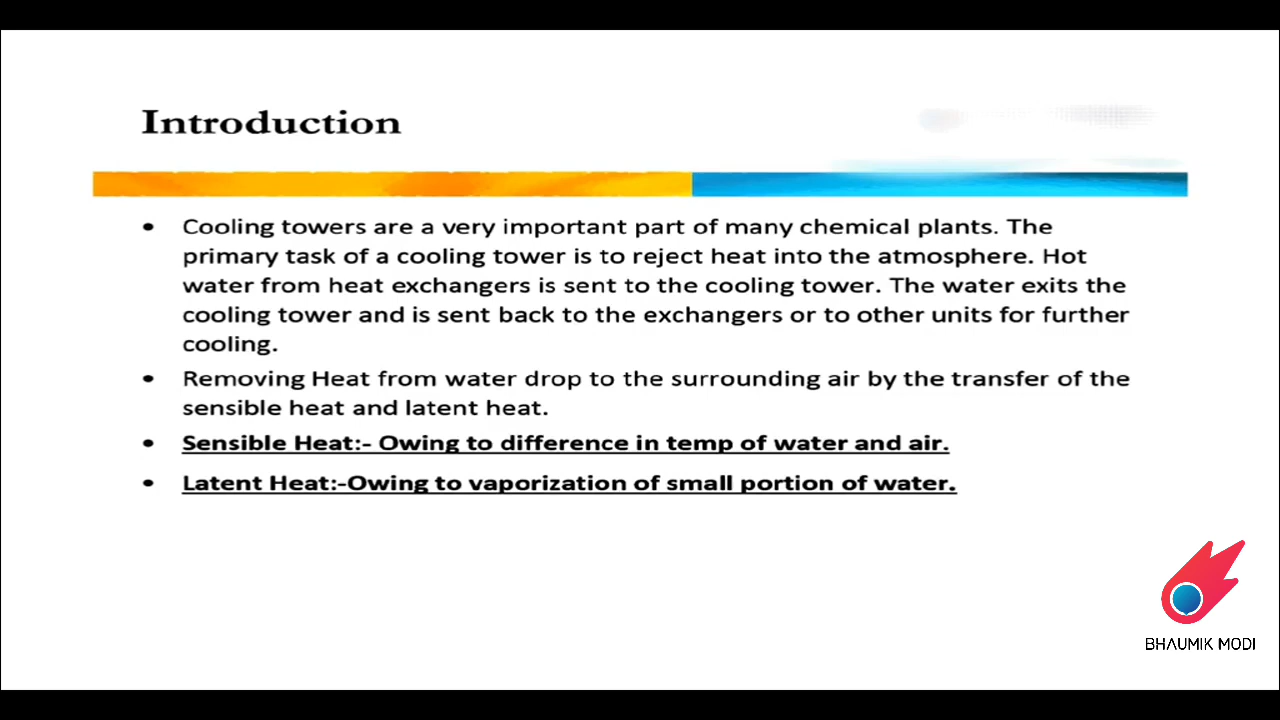 Introduction
• Cooling towers are a very important part of many chemical plants. The
primary task of a cooling tower is to reject heat into the atmosphere. Hot
water from heat exchangers is sent to the cooling tower. The water exits the
cooling tower and is sent back to the exchangers or to other units for further
cooling.
• Removing Heat from water drop to the surrounding air by the transfer of the
sensible heat and latent heat.
• Sensible Heat:- Owing to difference in temp of water and air.
• Latent Heat:-Owing to vaporization of small portion of water.
BHAUMIK MODI